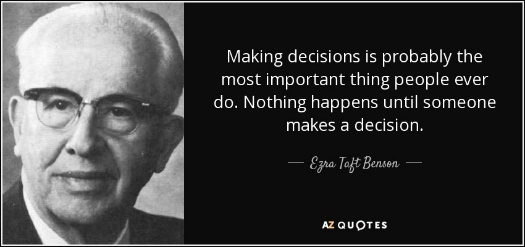 Making decisions is probably the
most important thing people ever
do. Nothing happens until someone
makes a decision.
— Ezra Taft Benson —
AZ QUOTES